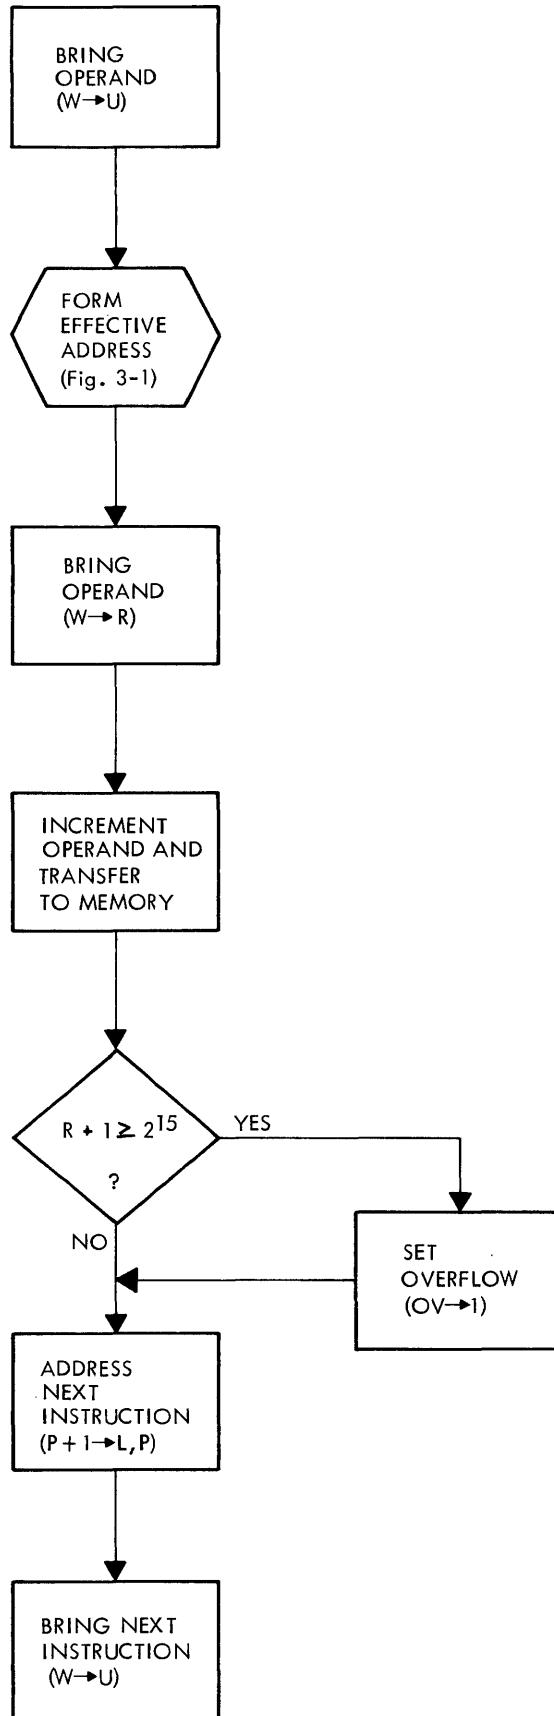 BRING
OPERAND
(W→U)
FORM
EFFECTIVE
ADDRESS
(Fig. 3-1)
BRING
OPERAND
(W→R)
INCREMENT
OPERAND AND
TRANSFER
TO MEMORY
R + 1 ≥ 2^15
?
YES
NO
SET
OVERFLOW
(OV→1)
ADDRESS
NEXT
INSTRUCTION
(P + 1→L, P)
BRING NEXT
INSTRUCTION
(W→U)